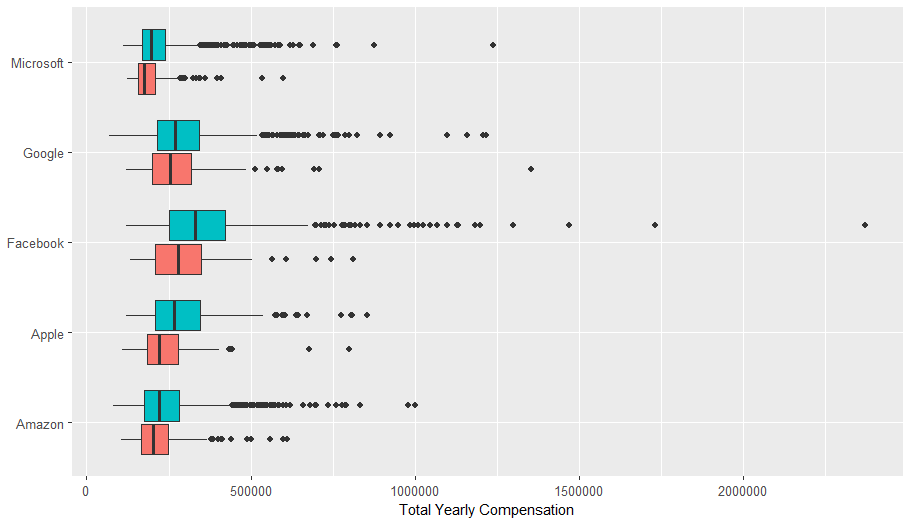 Microsoft
Google
Facebook
Apple
Amazon
0 500000 1000000 1500000 2000000
Total Yearly Compensation